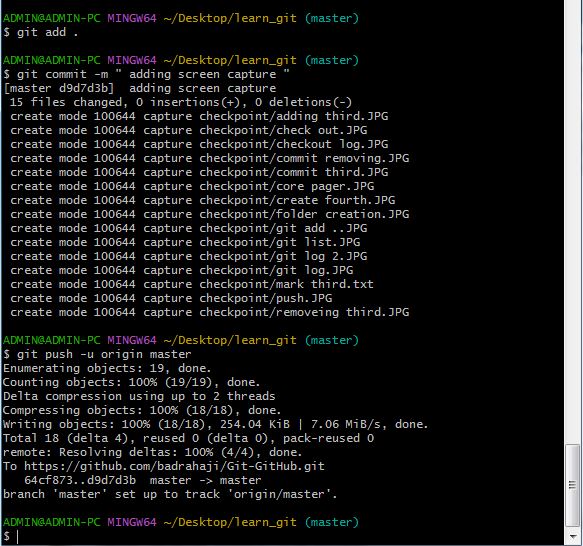 ADMIN@ADMIN-PC MINGW64 ~/Desktop/learn_git (master)
$ git add .
ADMIN@ADMIN-PC MINGW64 ~/Desktop/learn_git (master)
$ git commit -m " adding screen capture "
[master d9d7d3b]  adding screen capture
 15 files changed, 0 insertions(+), 0 deletions(-)
 create mode 100644 capture checkpoint/adding third.JPG
 create mode 100644 capture checkpoint/check out.JPG
 create mode 100644 capture checkpoint/checkout log.JPG
 create mode 100644 capture checkpoint/commit removing.JPG
 create mode 100644 capture checkpoint/commit third.JPG
 create mode 100644 capture checkpoint/core pager.JPG
 create mode 100644 capture checkpoint/create fourth.JPG
 create mode 100644 capture checkpoint/folder creation.JPG
 create mode 100644 capture checkpoint/git add ..JPG
 create mode 100644 capture checkpoint/git list.JPG
 create mode 100644 capture checkpoint/git log 2.JPG
 create mode 100644 capture checkpoint/git log.JPG
 create mode 100644 capture checkpoint/mark third.txt
 create mode 100644 capture checkpoint/push.JPG
 create mode 100644 capture checkpoint/removeing third.JPG
ADMIN@ADMIN-PC MINGW64 ~/Desktop/learn_git (master)
$ git push -u origin master
Enumerating objects: 19, done.
Counting objects: 100% (19/19), done.
Delta compression using up to 2 threads
Compressing objects: 100% (18/18), done.
Writing objects: 100% (18/18), 254.04 KiB | 7.06 MiB/s, done.
Total 18 (delta 4), reused 0 (delta 0), pack-reused 0
remote: Resolving deltas: 100% (4/4), done.
To https://github.com/badrahaji/Git-GitHub.git
   64cf873..d9d7d3b  master -> master
branch 'master' set up to track 'origin/master'.
ADMIN@ADMIN-PC MINGW64 ~/Desktop/learn_git (master)
$